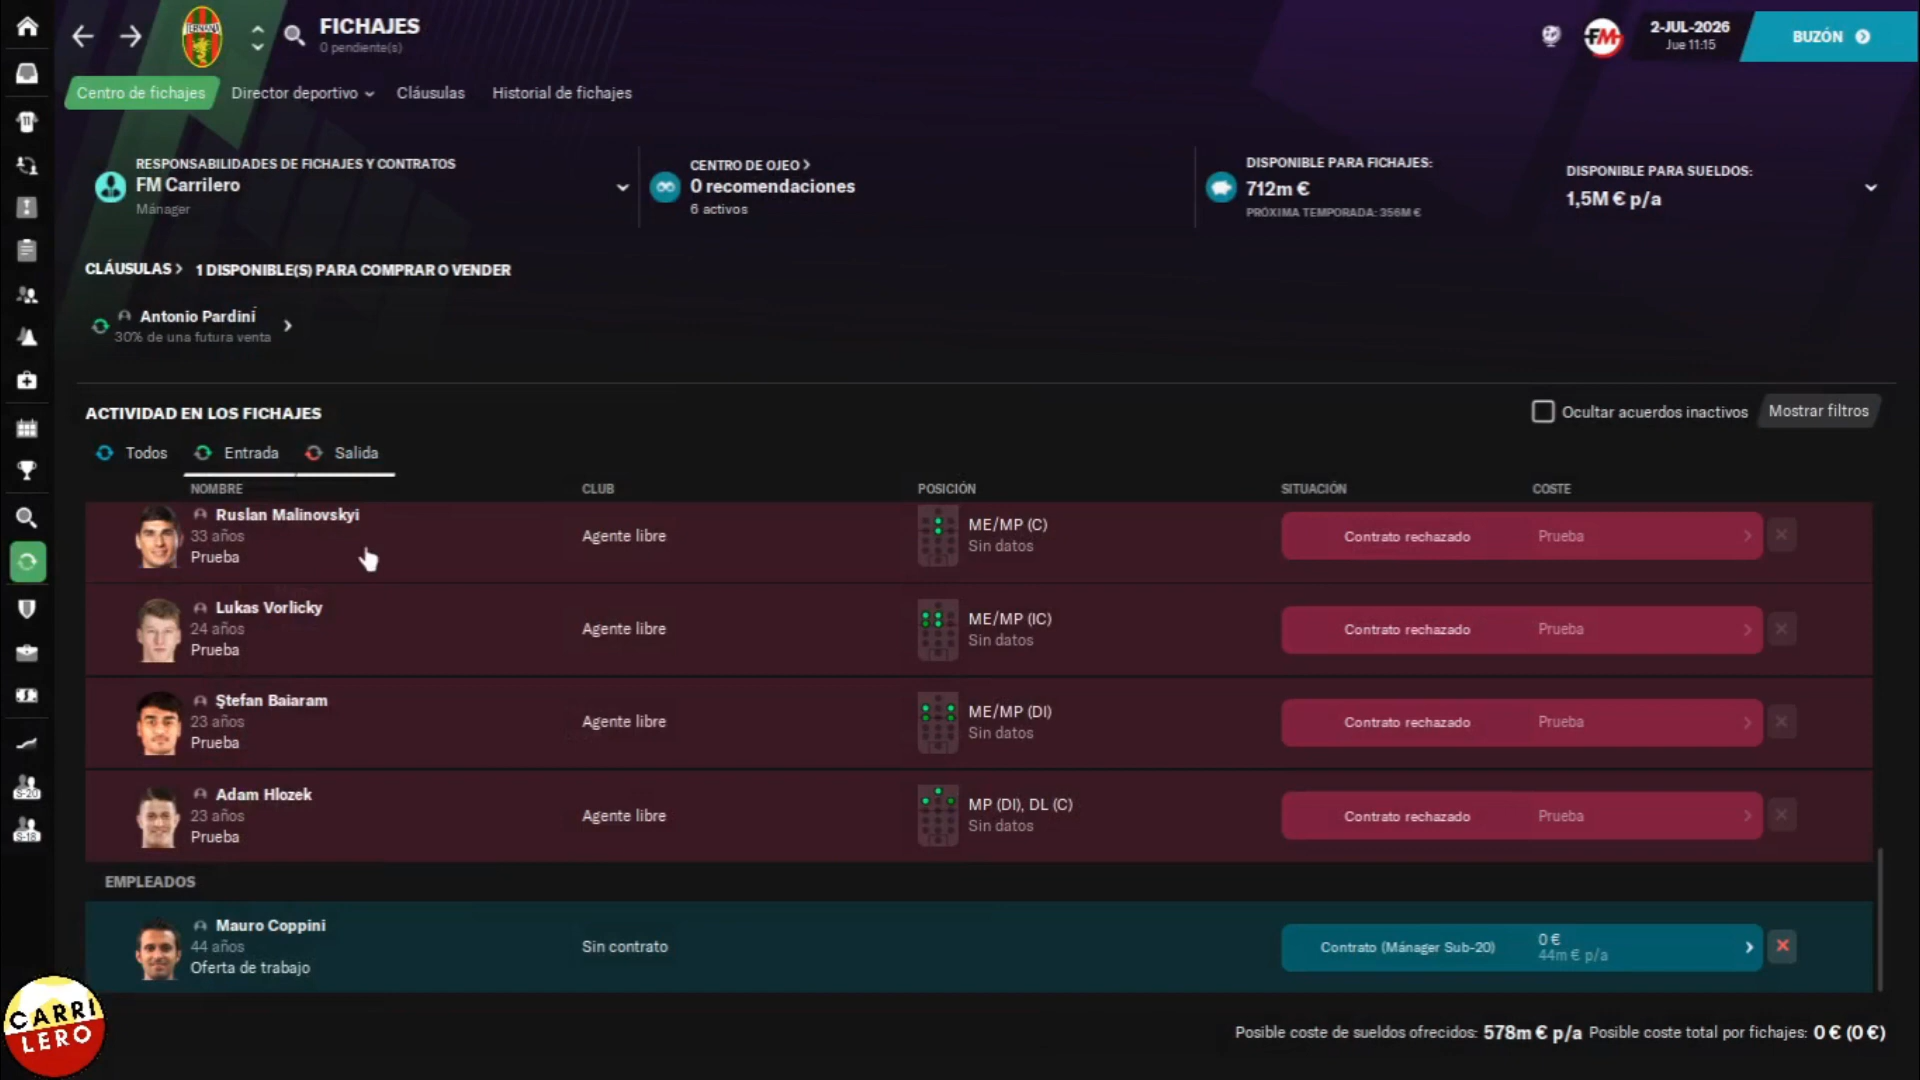 FICHAJES
0 pendiente(s)
FM
2-JUL-2026
Jue 11:15
BUZÓN
Centro de fichajes
Director deportivo
Cláusulas
Historial de fichajes
RESPONSABILIDADES DE FICHAJES Y CONTRATOS
FM Carrilero
Mánager
CENTRO DE OJEO >
0 recomendaciones
6 activos
DISPONIBLE PARA FICHAJES:
712m €
PRÓXIMA TEMPORADA: 356M €
DISPONIBLE PARA SUELDOS:
1,5M € p/a
CLÁUSULAS > 1 DISPONIBLE(S) PARA COMPRAR O VENDER
Antonio Pardini
30% de una futura venta
ACTIVIDAD EN LOS FICHAJES
Ocultar acuerdos inactivos
Mostrar filtros
Todos
Entrada
Salida
NOMBRE CLUB POSICIÓN SITUACIÓN COSTE
Ruslan Malinovskyi
33 años
Prueba
Agente libre
ME/MP (C)
Sin datos
Contrato rechazado
Prueba
Lukas Vorlicky
24 años
Prueba
Agente libre
ME/MP (IC)
Sin datos
Contrato rechazado
Prueba
Ştefan Baiaram
23 años
Prueba
Agente libre
ME/MP (DI)
Sin datos
Contrato rechazado
Prueba
Adam Hlozek
23 años
Prueba
Agente libre
MP (DI), DL (C)
Sin datos
Contrato rechazado
Prueba
EMPLEADOS
Mauro Coppini
44 años
Oferta de trabajo
Sin contrato
Contrato (Mánager Sub-20)
0 €
44m € p/a
S-20
S-18
CARRI
LERO
Posible coste de sueldos ofrecidos: 578m € p/a Posible coste total por fichajes: 0 € (0 €)